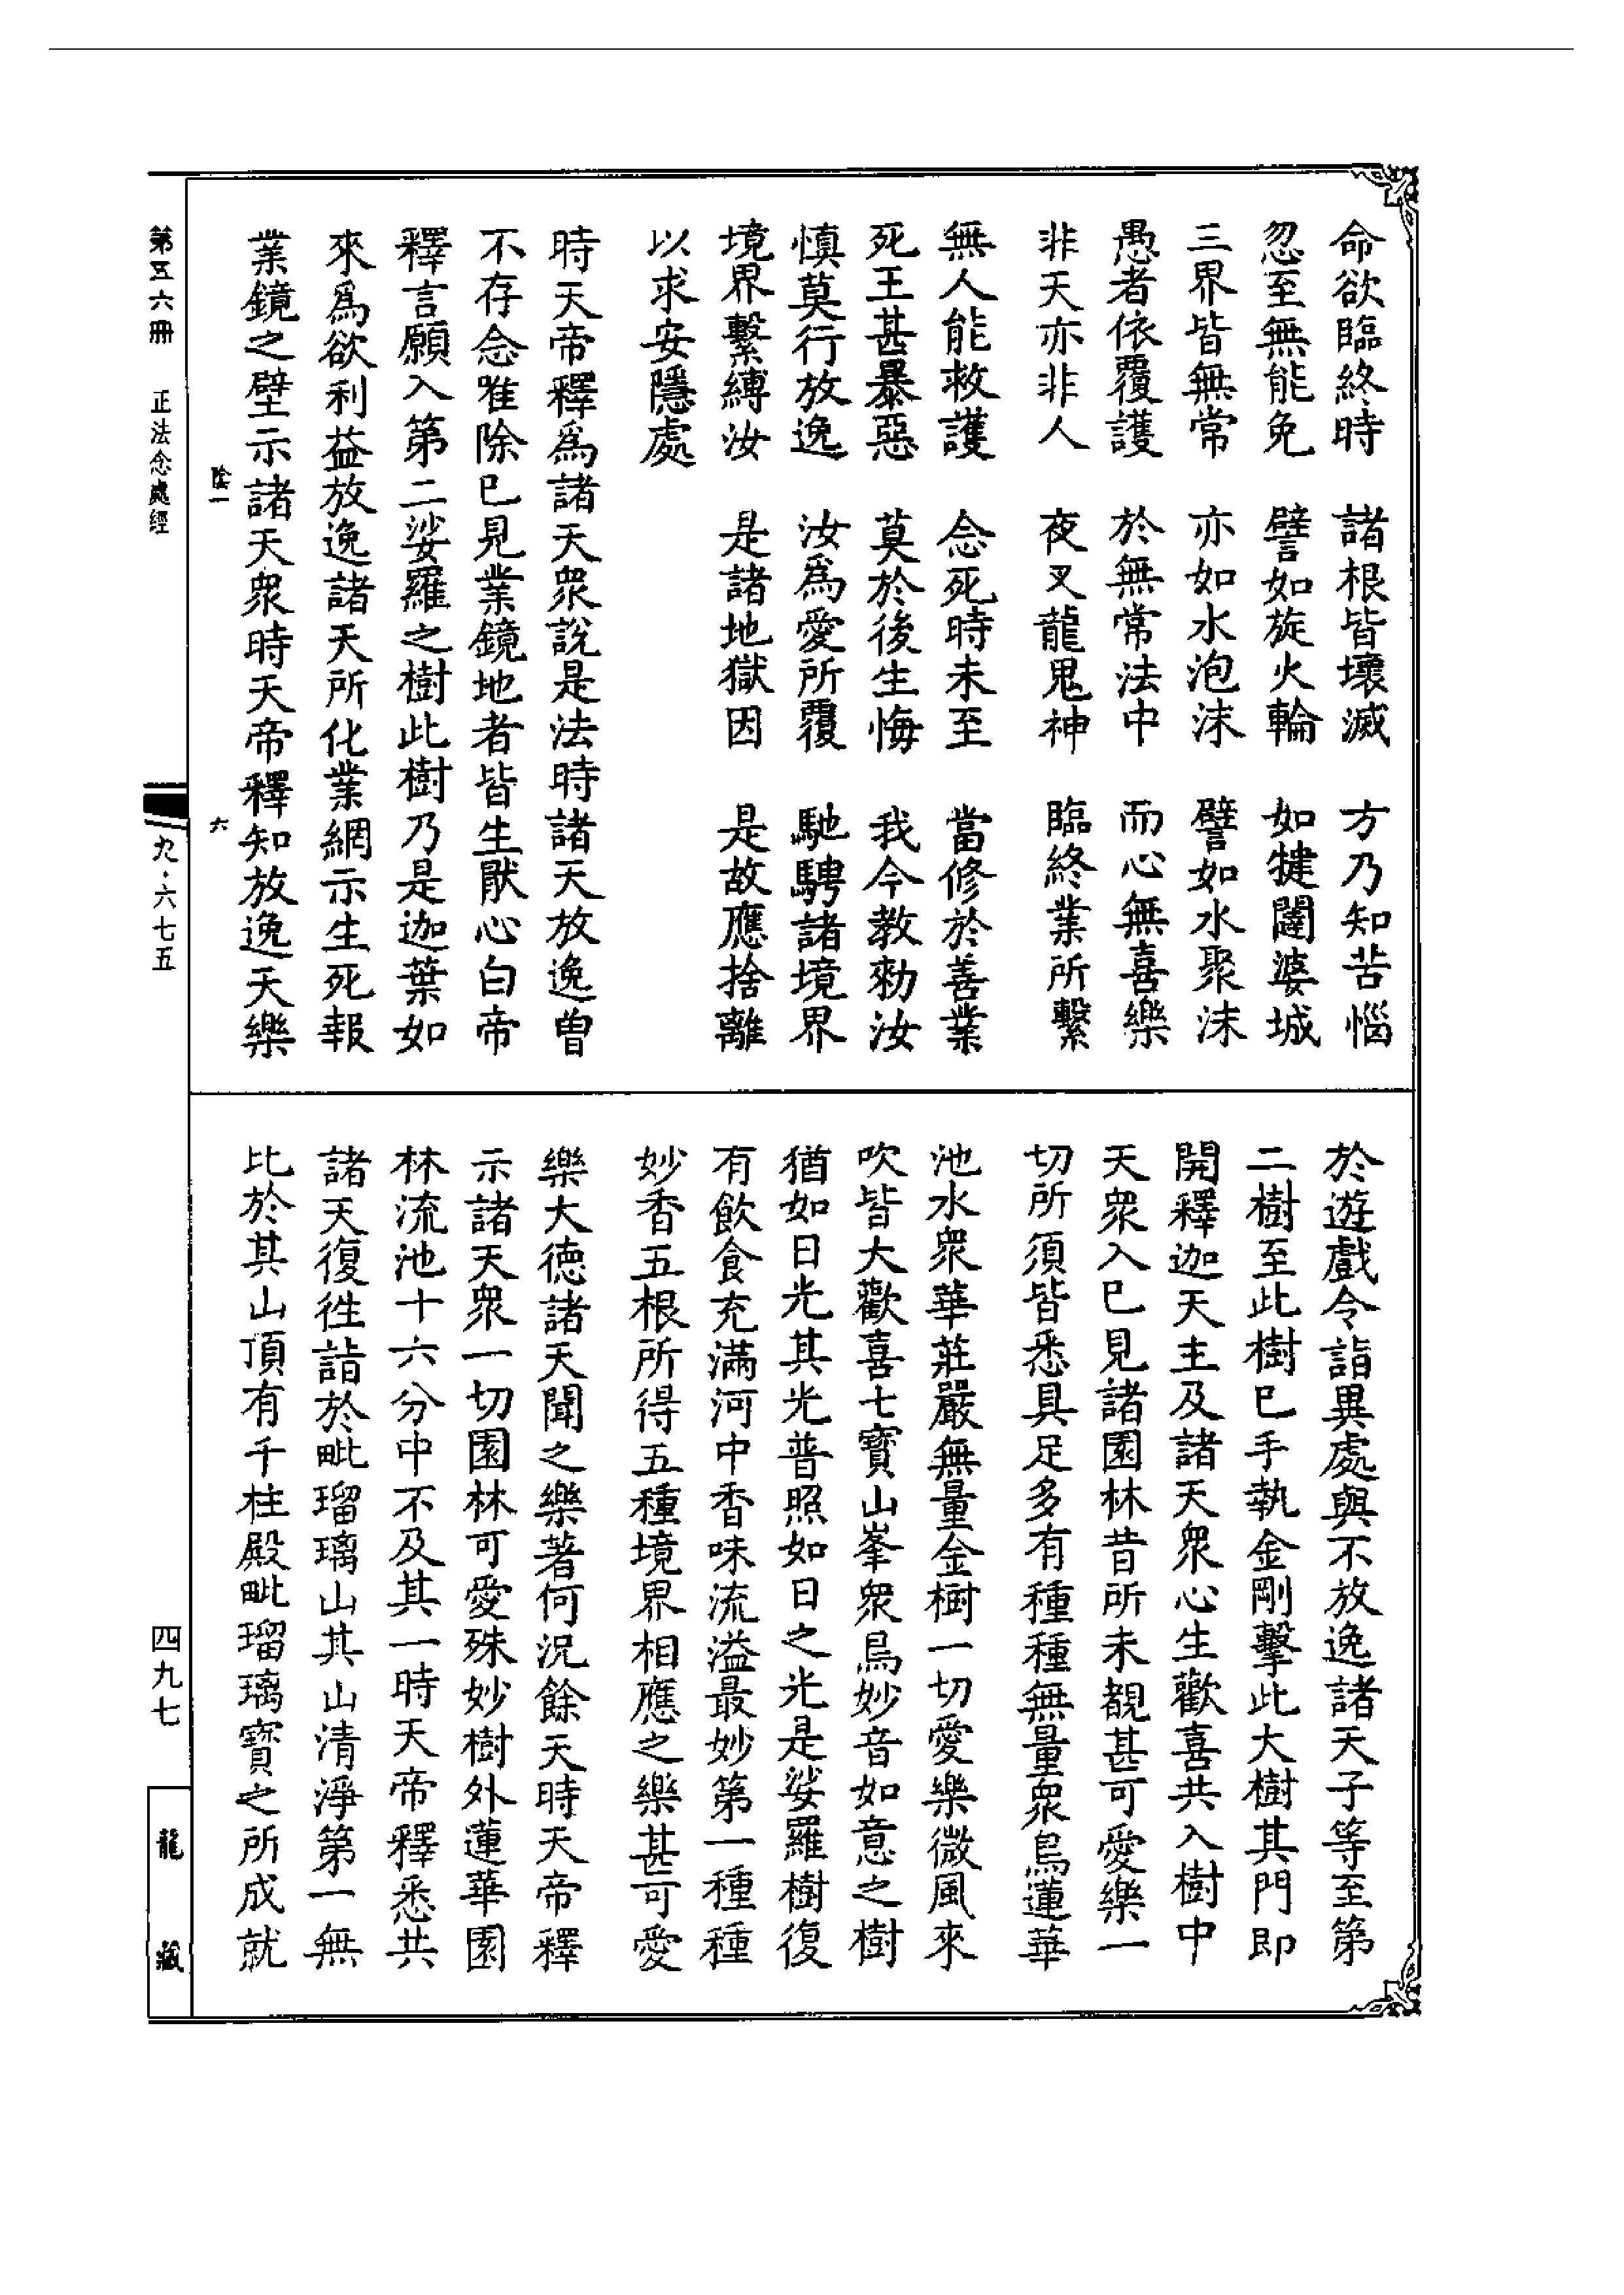 命欲臨終時　諸根皆壞滅　方乃知苦惱
忽至無能免　譬如旋火輪　如犍闥婆城
三界皆無常　亦如水泡沫　譬如水聚沫
愚者依覆護　於無常法中　而心無喜樂
非天亦非人　夜叉龍鬼神　臨終業所繫
無人能救護　念死時未至　當修於善業
死王甚暴惡　莫於後生悔　我今教勑汝
慎莫行放逸　汝爲愛所覆　馳騁諸境界
境界繫縛汝　是諸地獄因　是故應捨離
以求安隱處
時天帝釋爲諸天衆說是法時諸天放逸曾
不存念唯除已見業鏡地者皆生厭心白帝
釋言願入第二娑羅之樹此樹乃是迦葉如
來爲欲利益放逸諸天所化業網示生死報
業鏡之壁示諸天衆時天帝釋知放逸天樂
陰一
六
於遊戲令詣異處與不放逸諸天子等至第
二樹至此樹已手執金剛擊此大樹其門即
開釋迦天主及諸天衆心生歡喜共入樹中
天衆入已見諸園林昔所未覩甚可愛樂一
切所須皆悉具足多有種種無量衆鳥蓮華
池水衆華莊嚴無量金樹一切愛樂微風來
吹皆大歡喜七寶山峯衆鳥妙音如意之樹
猶如日光其光普照如日之光是娑羅樹復
有飲食充滿河中香味流溢最妙第一種種
妙香五根所得五種境界相應之樂甚可愛
樂大德諸天聞之樂著何況餘天時天帝釋
示諸天衆一切園林可愛殊妙樹外蓮華園
林流池十六分中不及其一時天帝釋悉共
諸天復徃詣於毗瑠璃山其山清淨第一無
比於其山頂有千柱殿毗瑠璃寶之所成就
第五六冊　正法念處經
九·六七五
四九七
龍藏